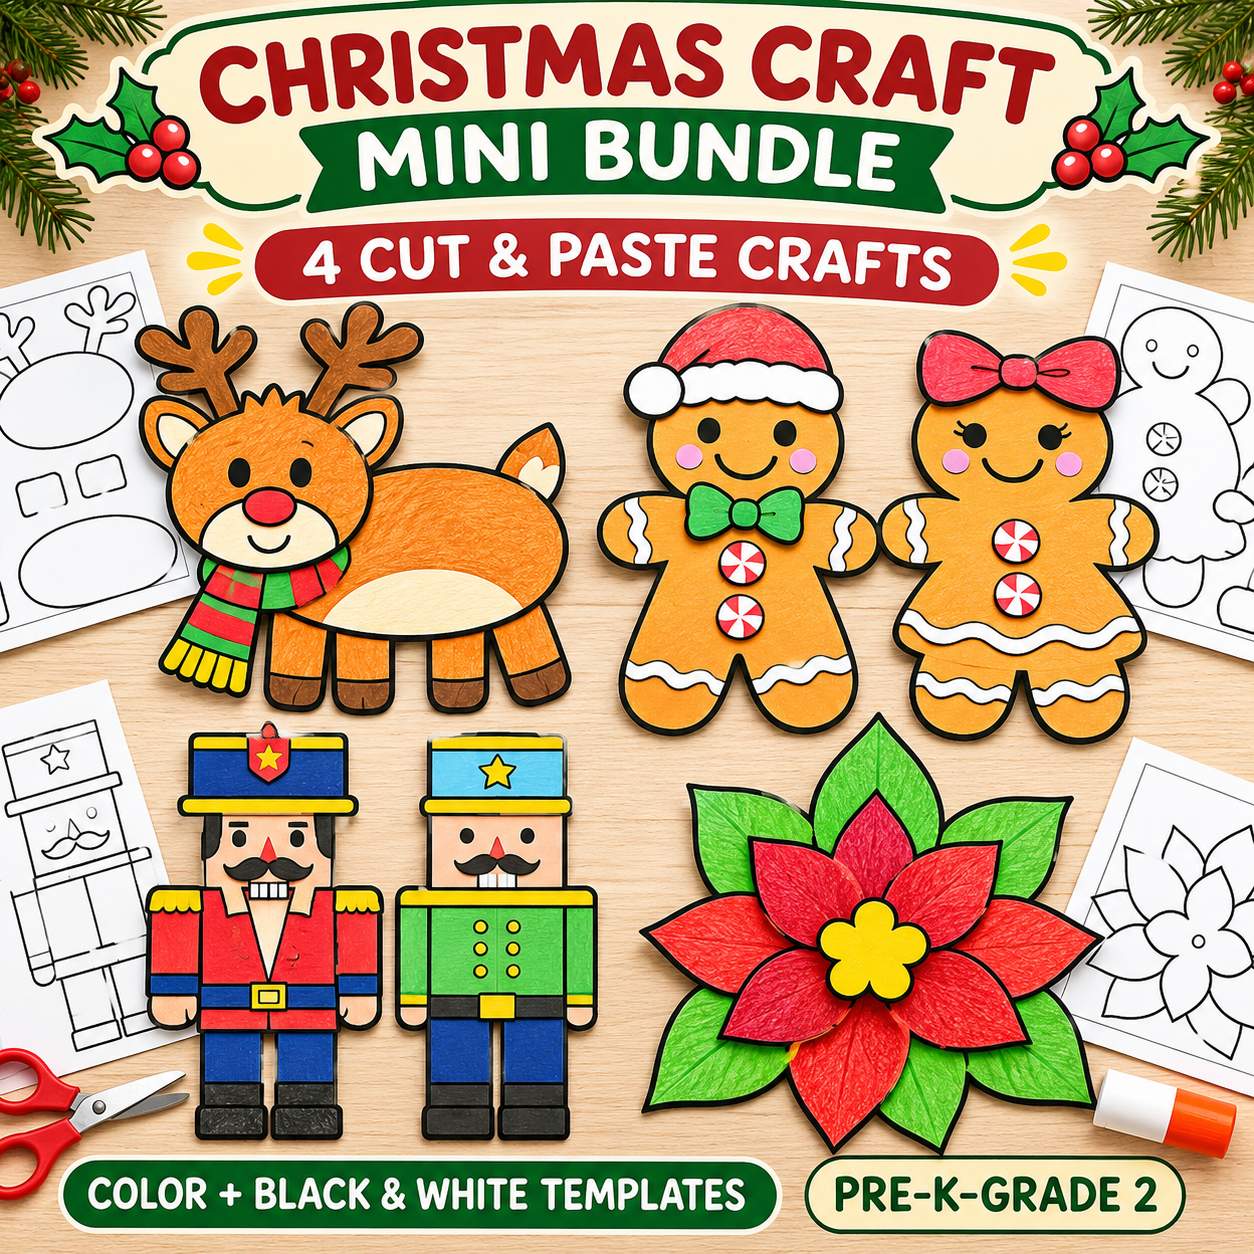 CHRISTMAS CRAFT
MINI BUNDLE
4 CUT & PASTE CRAFTS
COLOR + BLACK & WHITE TEMPLATES
PRE-K-GRADE 2